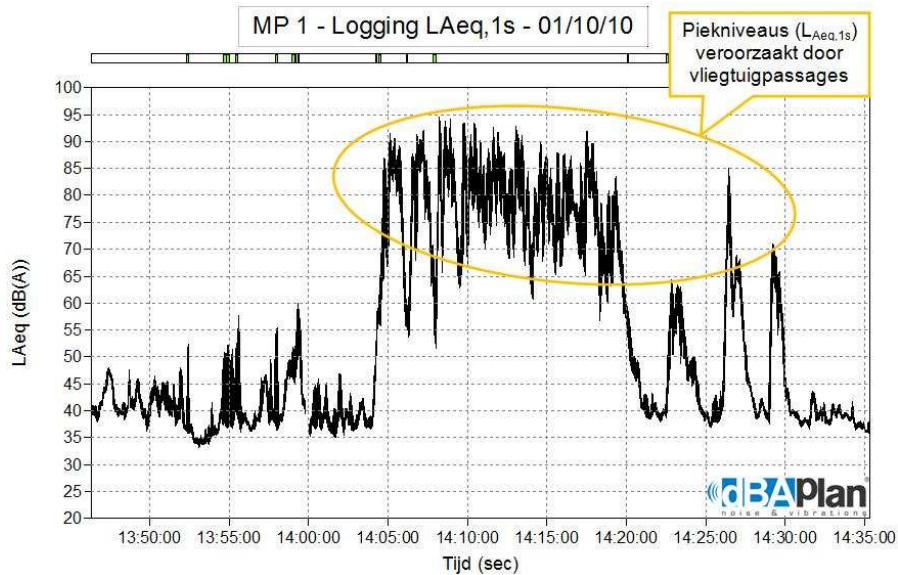 MP 1 - Logging LAeq,1s - 01/10/10
Piekniveaus (LAeq,1s)
veroorzaakt door
vliegtuigpassages
LAeq (dB(A))
100
95
90
85
80
75
70
65
60
55
50
45
40
35
30
25
20
13:50:00 13:55:00 14:00:00 14:05:00 14:10:00 14:15:00 14:20:00 14:25:00 14:30:00 14:35:00
Tijd (sec)
dBAPlan
noise & vibrations